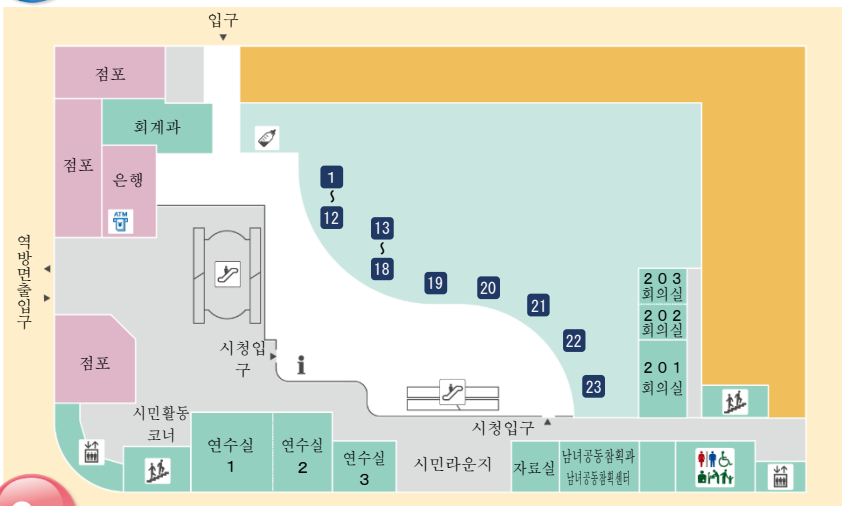 입구
점포
회계과
점포
은행
ATM
1
~
12
13
~
18
19
20
21
22
23
역방면출입구
203
회의실
202
회의실
201
회의실
점포
시청입
구
i
시민활동
코너
시청입구
연수실
1
연수실
2
연수실
3
시민라운지
자료실
남녀공동참획과
남녀공동참획센터